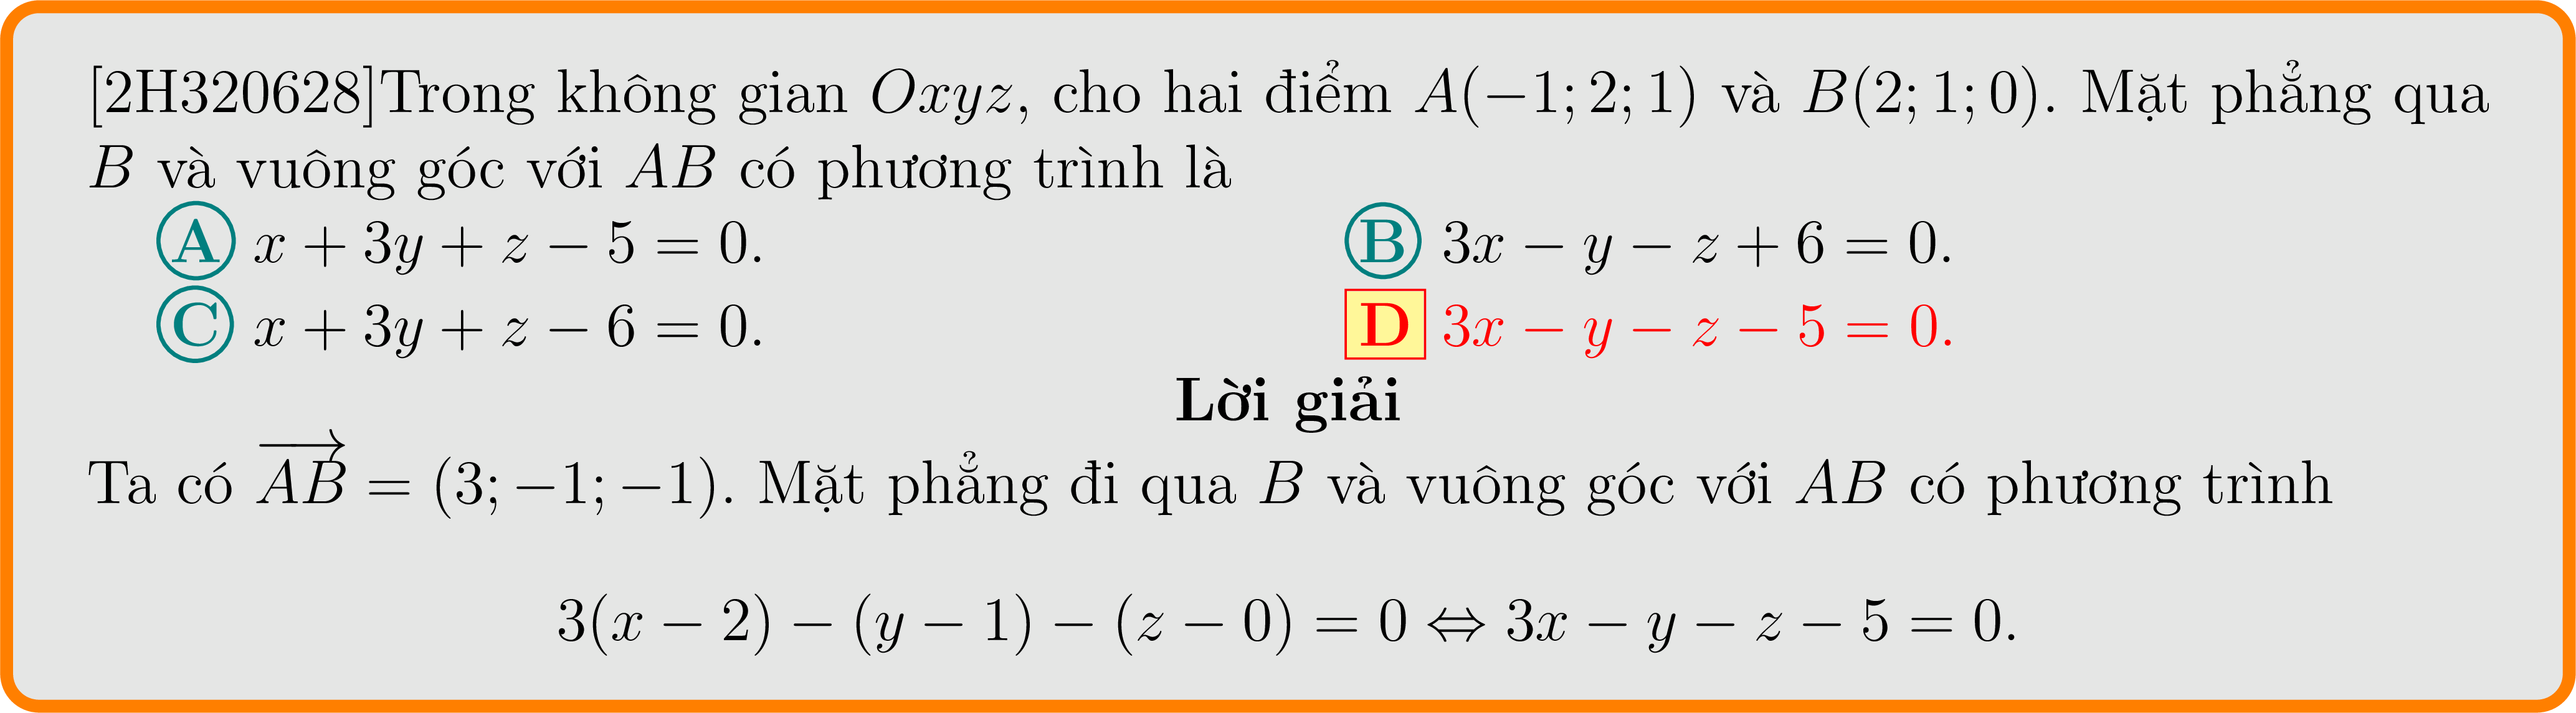 [2H320628]Trong không gian Oxyz, cho hai điểm A(−1; 2; 1) và B(2; 1; 0). Mặt phẳng qua
B và vuông góc với AB có phương trình là
A x + 3y + z − 5 = 0. B 3x − y − z + 6 = 0.
C x + 3y + z − 6 = 0. D 3x − y − z − 5 = 0.
Lời giải
Ta có $\overrightarrow{AB}$ = (3; −1; −1). Mặt phẳng đi qua B và vuông góc với AB có phương trình
3(x − 2) − (y − 1) − (z − 0) = 0 ⇔ 3x − y − z − 5 = 0.